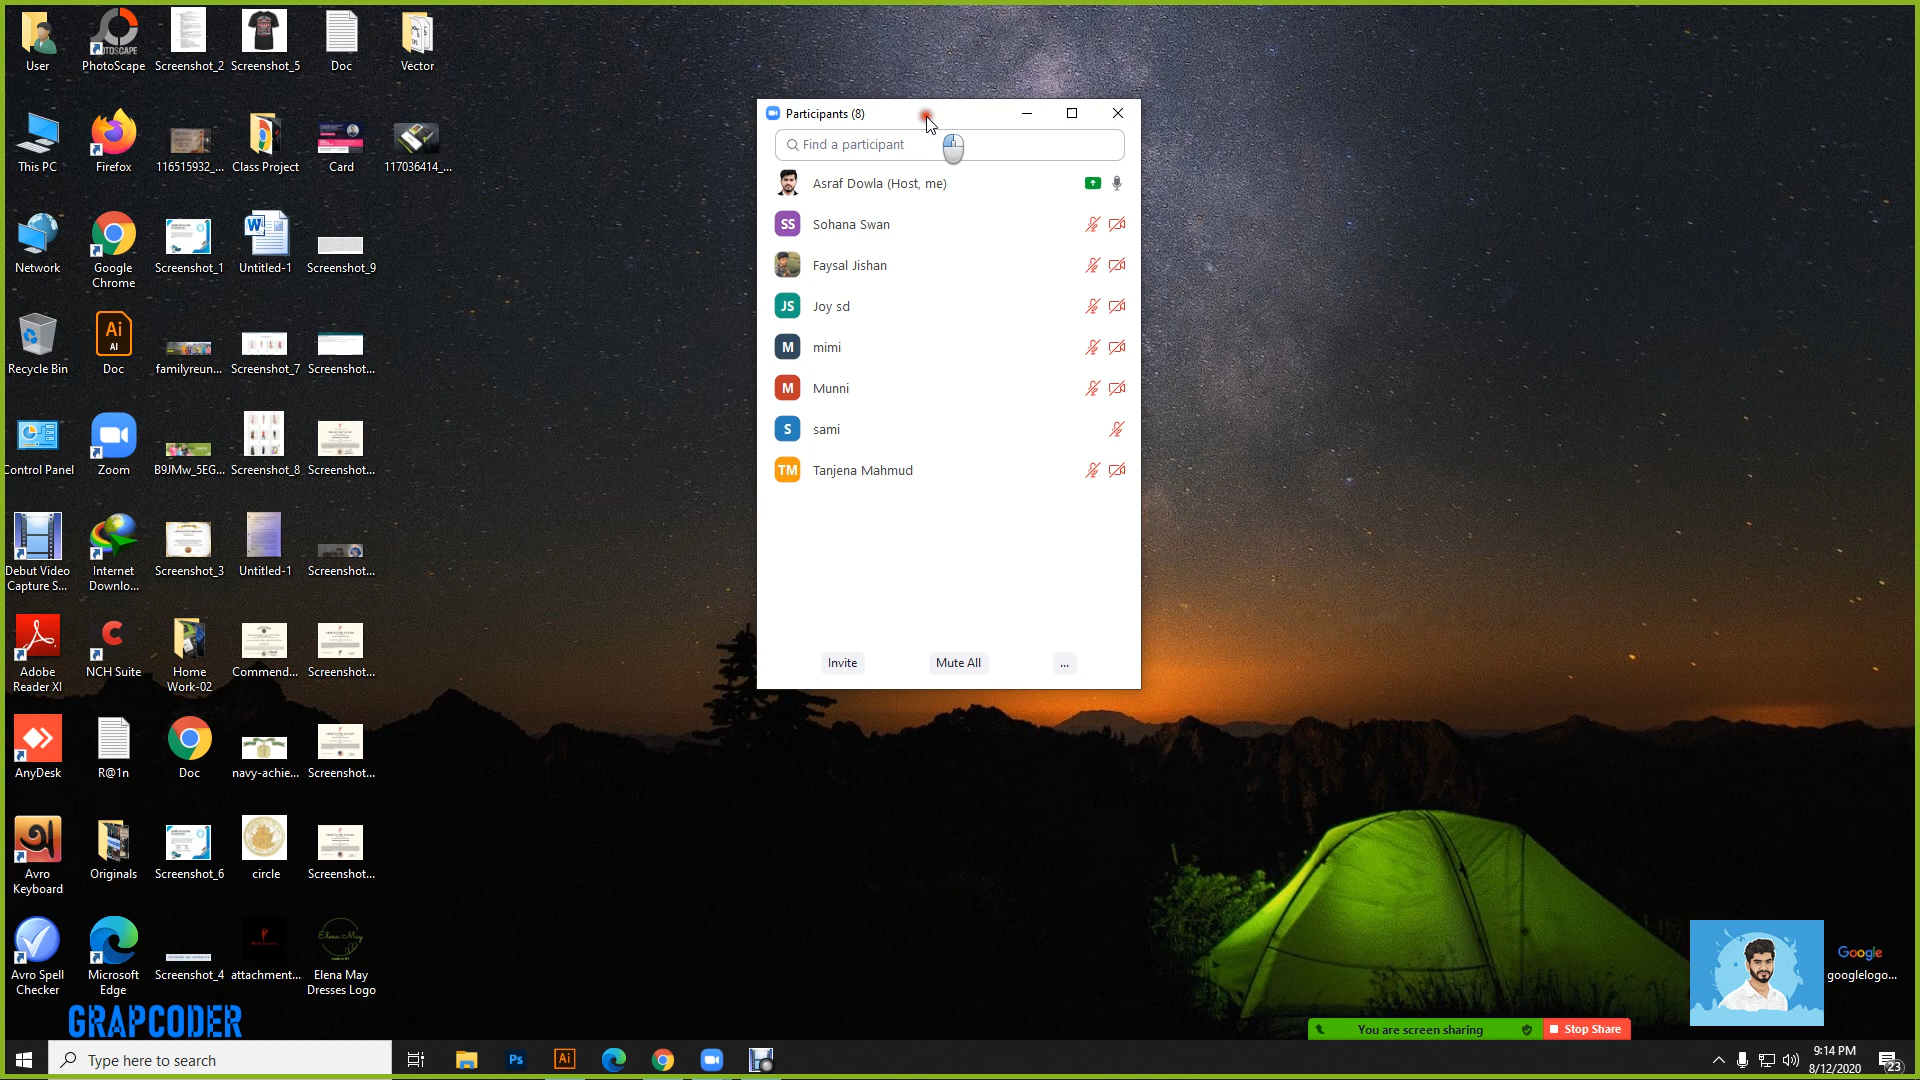 User
PhotoScape
Screenshot_2
Screenshot_5
Doc
Vector
This PC
Firefox
116515932_...
Class Project
Card
117036414_...
Network
Google
Chrome
Screenshot_1
Untitled-1
Screenshot_9
Recycle Bin
Doc
familyreun...
Screenshot_7
Screenshot...
Control Panel
Zoom
B9JMw_5EG...
Screenshot_8
Screenshot...
Debut Video
Capture S...
Internet
Downlo...
Screenshot_3
Untitled-1
Screenshot...
Adobe
Reader XI
NCH Suite
Home
Work-02
Commend...
Screenshot...
AnyDesk
R@1n
Doc
navy-achie...
Screenshot...
Avro
Keyboard
Originals
Screenshot_6
circle
Screenshot...
Avro Spell
Checker
Microsoft
Edge
Screenshot_4
attachment...
Elena May
Dresses Logo
GRAPCODER
Participants (8)
Find a participant
Asraf Dowla (Host, me)
SS Sohana Swan
Faysal Jishan
JS Joy sd
M mimi
M Munni
S sami
TM Tanjena Mahmud
Invite
Mute All
...
Google
googlelogo...
You are screen sharing
Stop Share
Type here to search
Ps
Ai
9:14 PM
8/12/2020
23